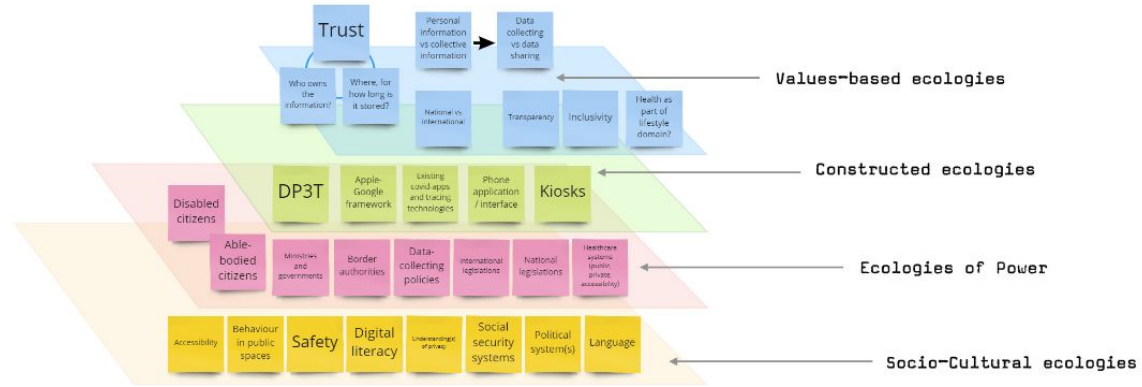 Trust
Personal
information
vs collective
information
Data
collecting
vs data
sharing
Who owns
the
information?
Where, for
how long is
it stored?
Values-based ecologies
National vs
international
Transparency
Inclusivity
Health as
part of
lifestyle
domain?
Constructed ecologies
DP3T
Apple-
Google
framework
Existing
covid-apps
and tracing
technologies
Phone
application
/ interface
Kiosks
Disabled
citizens
Able-
bodied
citizens
Ministries
and
governments
Border
authorities
Data-
collecting
policies
International
legislations
National
legislations
Healthcare
systems
(public,
private,
accessability)
Ecologies of Power
Accessibility
Behaviour
in public
spaces
Safety
Digital
literacy
Understanding(s)
of privacy
Social
security
systems
Political
system(s)
Language
Socio-Cultural ecologies